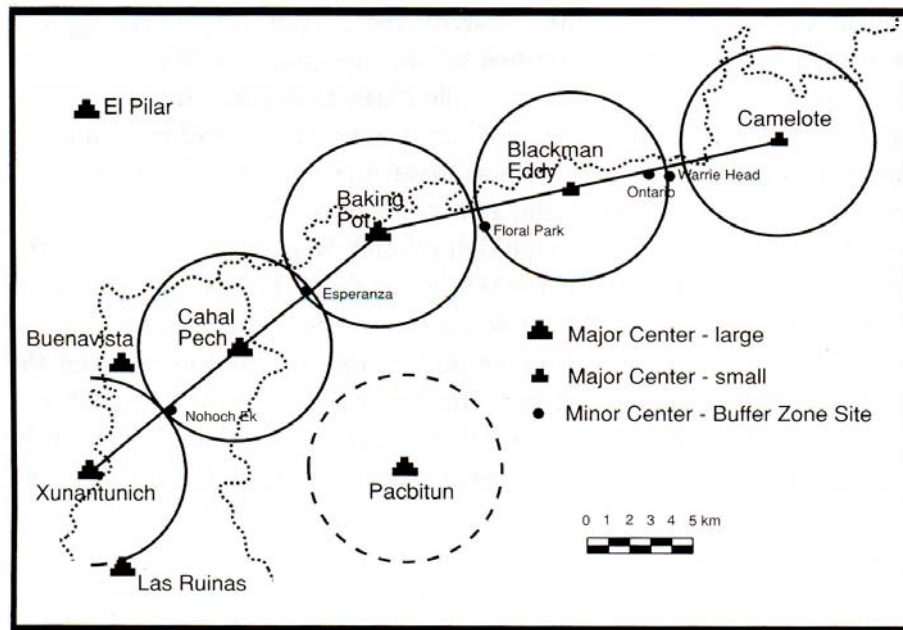 El Pilar
Camelote
Blackman
Eddy
Warrie Head
Ontario
Baking
Pot
Floral Park
Esperanza
Cahal
Pech
Buenavista
Major Center - large
Major Center - small
Nohoch Ek
Minor Center - Buffer Zone Site
Xunantunich
Pacbitun
0 1 2 3 4 5 km
Las Ruinas